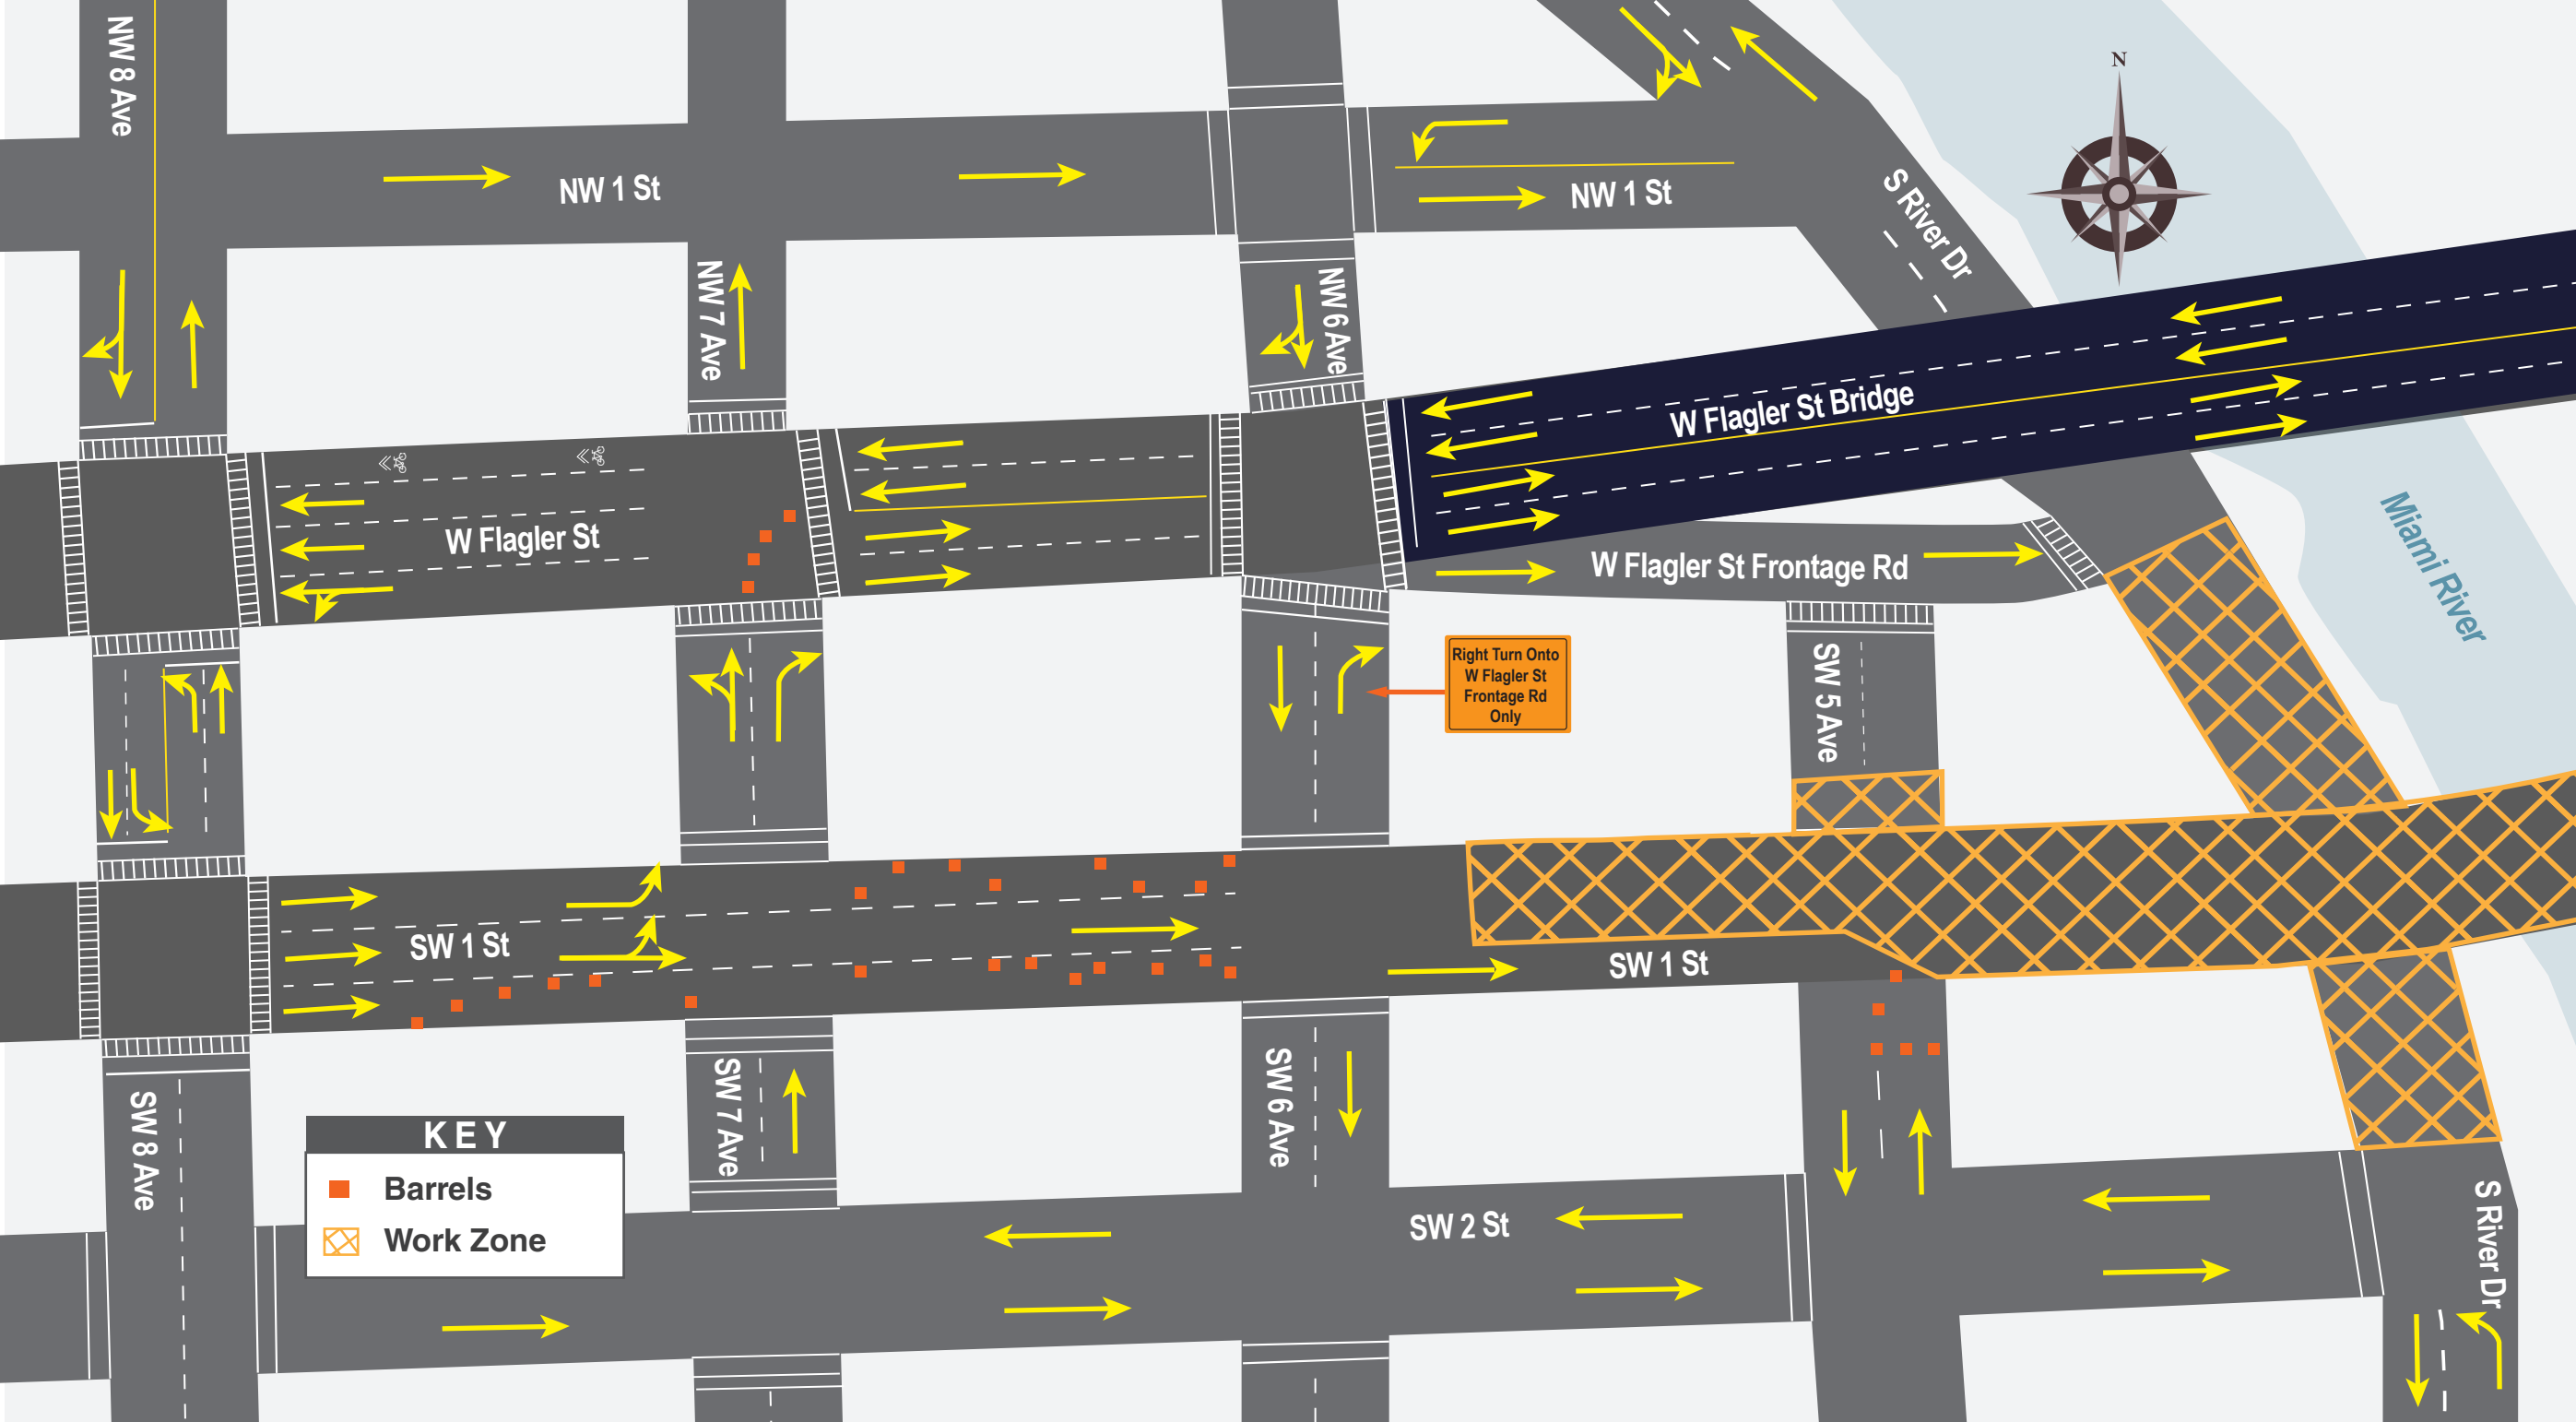 NW 8 Ave
N
NW 1 St
NW 1 St
S River Dr
NW 7 Ave
NW 6 Ave
W Flagler St Bridge
W Flagler St
W Flagler St Frontage Rd
Miami River
Right Turn Onto
W Flagler St
Frontage Rd
Only
SW 5 Ave
SW 1 St
SW 1 St
SW 8 Ave
SW 7 Ave
SW 6 Ave
KEY
Barrels
Work Zone
SW 2 St
S River Dr